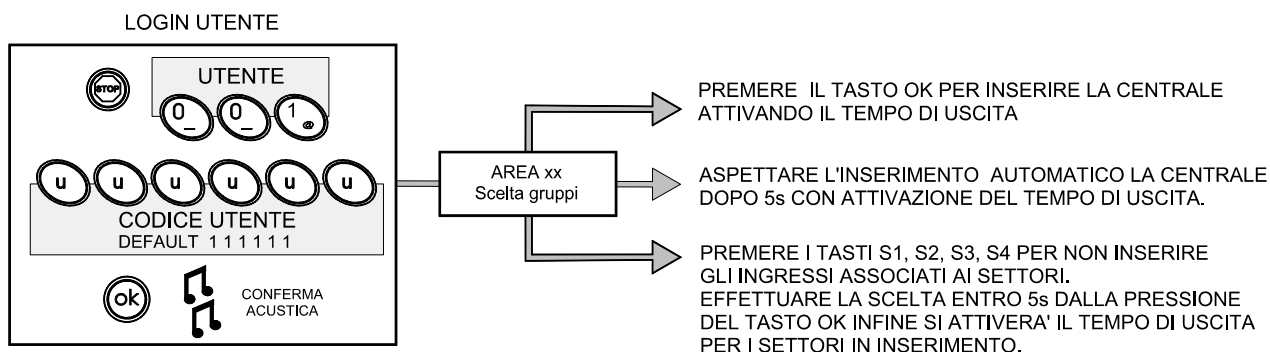 LOGIN UTENTE
STOP
UTENTE
0_ 0_ 1@
u u u u u u
CODICE UTENTE
DEFAULT 1 1 1 1 1 1
ok
CONFERMA
ACUSTICA
AREA xx
Scelta gruppi
PREMERE IL TASTO OK PER INSERIRE LA CENTRALE
ATTIVANDO IL TEMPO DI USCITA
ASPETTARE L'INSERIMENTO AUTOMATICO LA CENTRALE
DOPO 5s CON ATTIVAZIONE DEL TEMPO DI USCITA.
PREMERE I TASTI S1, S2, S3, S4 PER NON INSERIRE
GLI INGRESSI ASSOCIATI AI SETTORI.
EFFETTUARE LA SCELTA ENTRO 5s DALLA PRESSIONE
DEL TASTO OK INFINE SI ATTIVERA' IL TEMPO DI USCITA
PER I SETTORI IN INSERIMENTO.